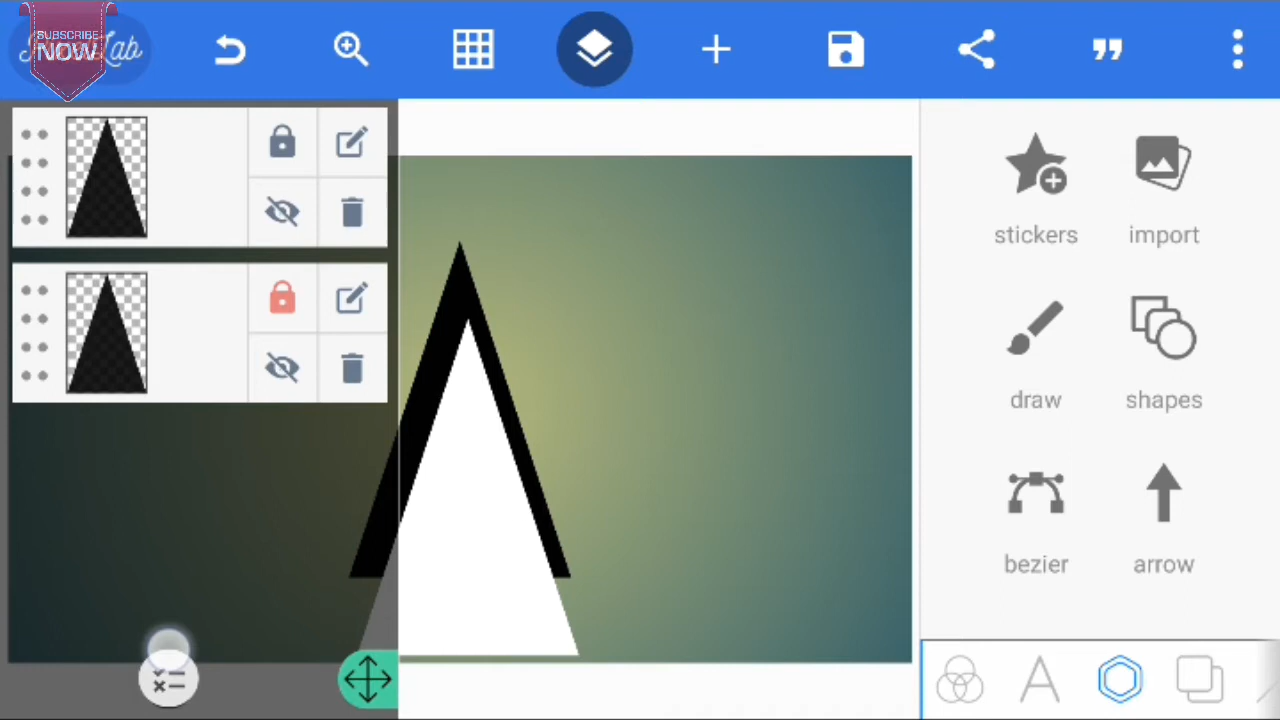 SUBSCRIBE
NOW
stickers
import
draw
shapes
bezier
arrow